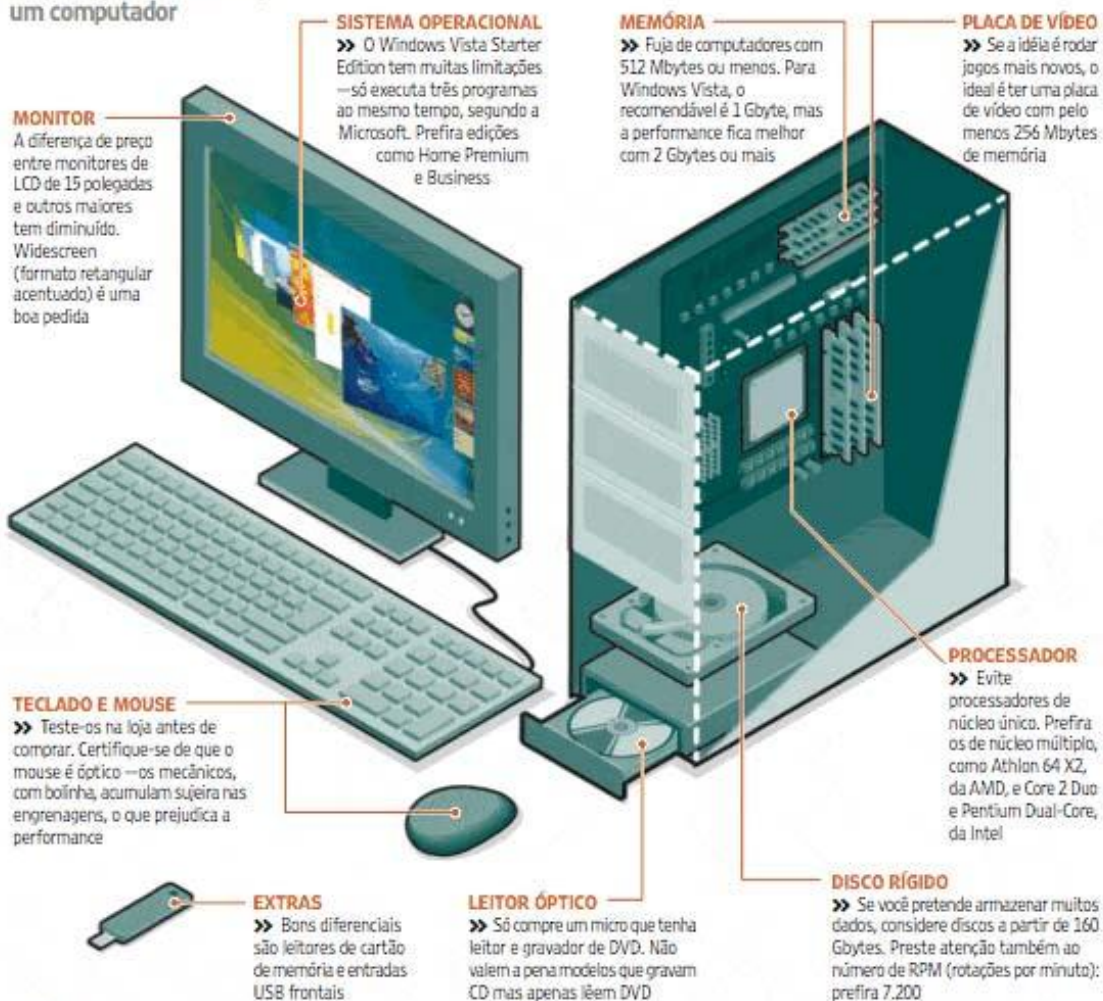 um computador
SISTEMA OPERACIONAL
>> O Windows Vista Starter
Edition tem muitas limitações
—só executa três programas
ao mesmo tempo, segundo a
Microsoft. Prefira edições
como Home Premium
e Business
MEMÓRIA
>> Fuja de computadores com
512 Mbytes ou menos. Para
Windows Vista, o
recomendável é 1 Gbyte, mas
a performance fica melhor
com 2 Gbytes ou mais
PLACA DE VÍDEO
>> Se a idéia é rodar
jogos mais novos, o
ideal é ter uma placa
de vídeo com pelo
menos 256 Mbytes
de memória
MONITOR
A diferença de preço
entre monitores de
LCD de 15 polegadas
e outros maiores
tem diminuído.
Widescreen
(formato retangular
acentuado) é uma
boa pedida
PROCESSADOR
>> Evite
processadores de
núcleo único. Prefira
os de núcleo múltiplo,
como Athlon 64 X2,
da AMD, e Core 2 Duo
e Pentium Dual-Core,
da Intel
TECLADO E MOUSE
>> Teste-os na loja antes de
comprar. Certifique-se de que o
mouse é óptico —os mecânicos,
com bolinha, acumulam sujeira nas
engrenagens, o que prejudica a
performance
EXTRAS
>> Bons diferenciais
são leitores de cartão
de memória e entradas
USB frontais
LEITOR ÓPTICO
>> Só compre um micro que tenha
leitor e gravador de DVD. Não
valem a pena modelos que gravam
CD mas apenas lêem DVD
DISCO RÍGIDO
>> Se você pretende armazenar muitos
dados, considere discos a partir de 160
Gbytes. Preste atenção também ao
número de RPM (rotações por minuto):
prefira 7.200